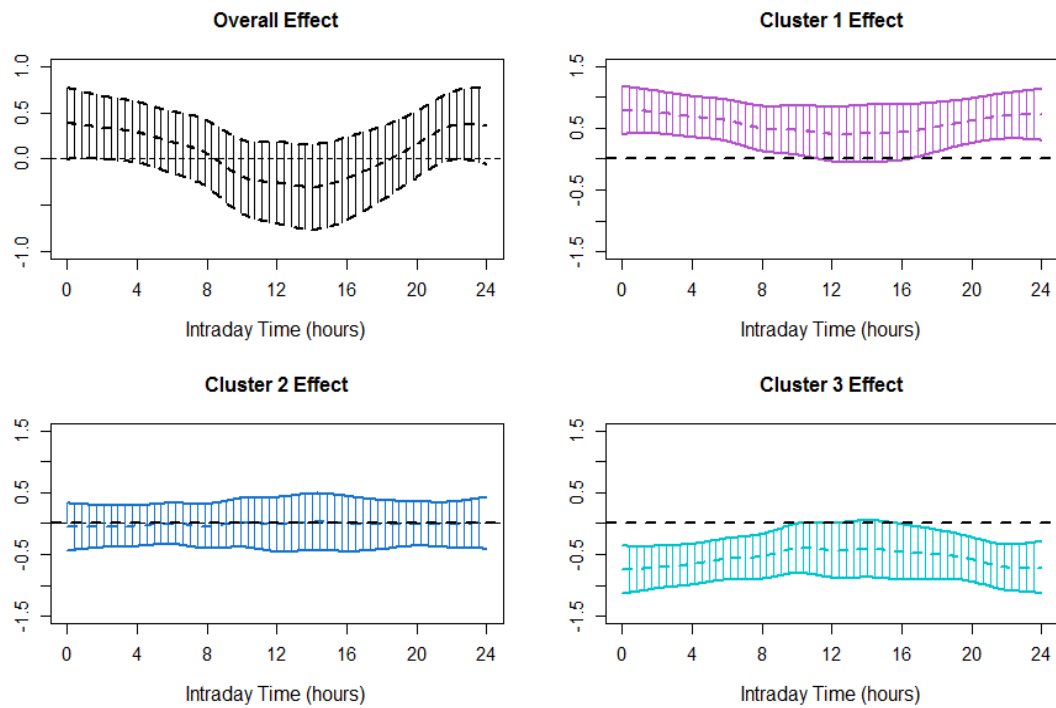 Overall Effect
1.0
0.5
0.0
-1.0
0 4 8 12 16 20 24
Intraday Time (hours)
Cluster 1 Effect
1.5
0.5
-0.5
-1.5
0 4 8 12 16 20 24
Intraday Time (hours)
Cluster 2 Effect
1.5
0.5
-0.5
-1.5
0 4 8 12 16 20 24
Intraday Time (hours)
Cluster 3 Effect
1.5
0.5
-0.5
-1.5
0 4 8 12 16 20 24
Intraday Time (hours)